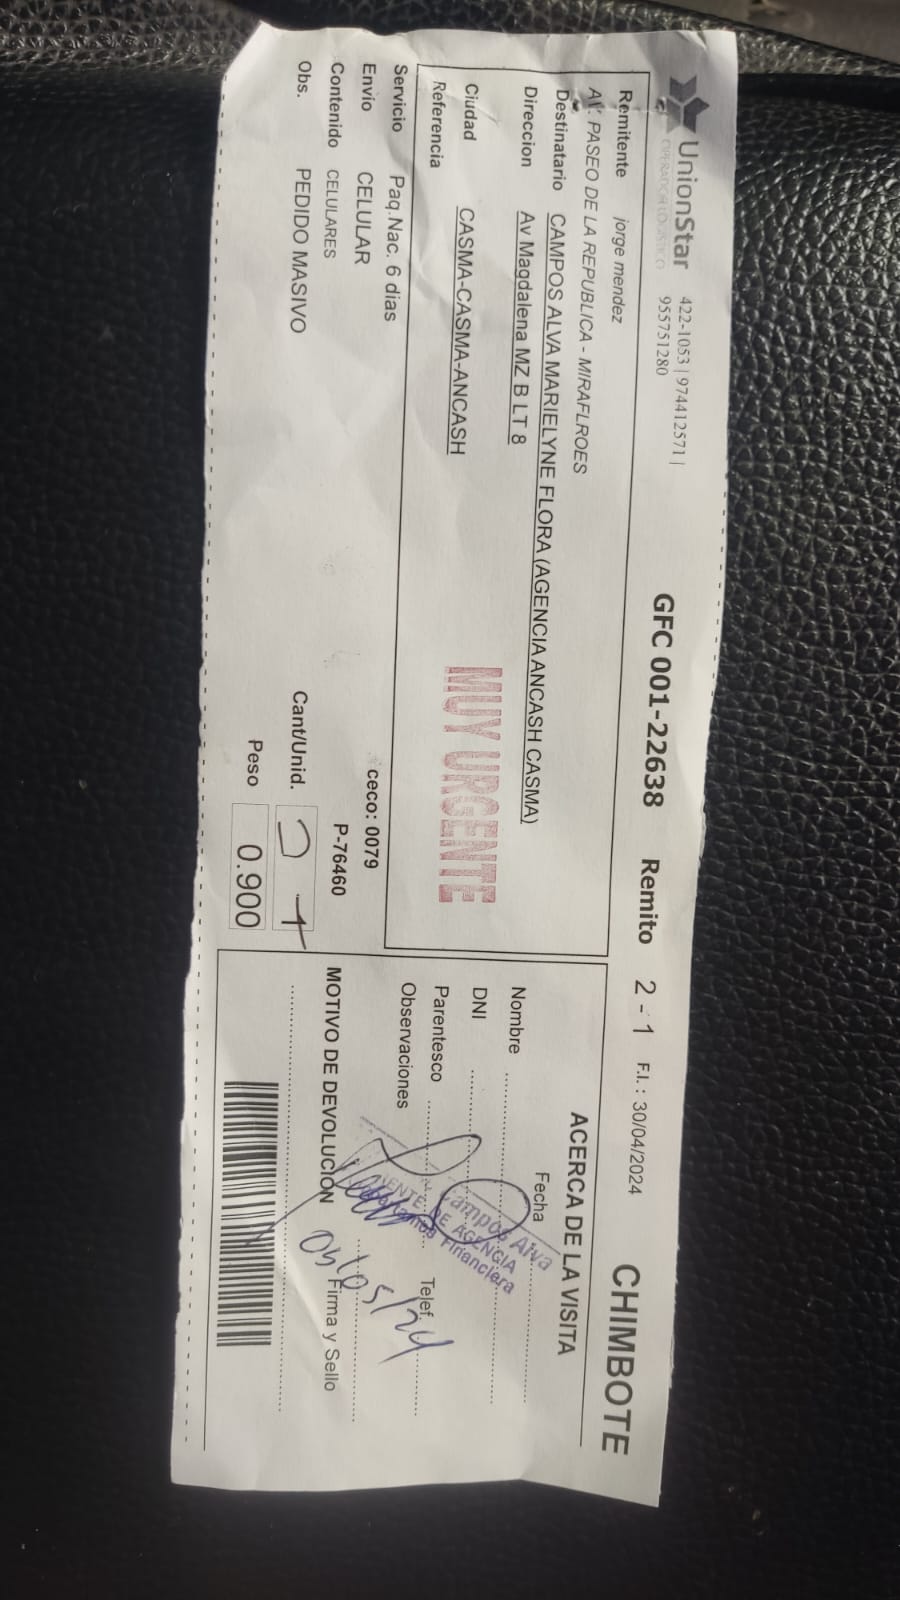 UnionStar
OPERADOR LOGISTICO
422-1053 | 974412571 |
955751280
GFC 001-22638 Remito 2 - 1 F.I. : 30/04/2024 CHIMBOTE
Remitente jorge mendez
AV. PASEO DE LA REPUBLICA - MIRAFLROES
Destinatario CAMPOS ALVA MARIELYNE FLORA (AGENCIA ANCASH CASMA)
Direccion Av Magdalena MZ B LT 8
Ciudad CASMA-CASMA-ANCASH
Referencia
MUY URGENTE
Servicio Paq.Nac. 6 dias
Envio CELULAR ceco: 0079
Contenido CELULARES P-76460
Obs. PEDIDO MASIVO Cant/Unid.
Peso 0.900
ACERCA DE LA VISITA
Fecha
Nombre
DNI
Parentesco Telef.
Observaciones
Campos Alva
DE AGENCIA
Financiera
MOTIVO DE DEVOLUCIÓN Firma y Sello